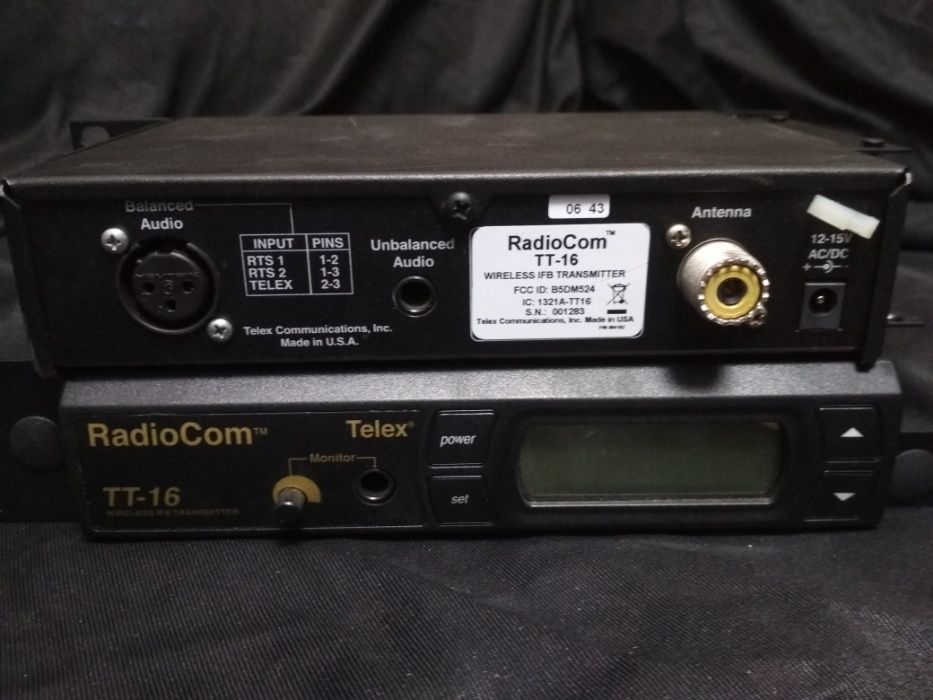 Balanced
Audio
INPUT PINS
RTS 1 1-2
RTS 2 1-3
TELEX 2-3
Telex Communications, Inc.
Made in U.S.A.
Unbalanced
Audio
06 43
RadioCom™
TT-16
WIRELESS IFB TRANSMITTER
FCC ID: B5DM524
IC: 1321A-TT16
S.N.: 001283
Telex Communications, Inc. Made in USA
Antenna
12-15V
AC/DC
RadioCom™
Telex®
Monitor
TT-16
WIRELESS IFB TRANSMITTER
power
set